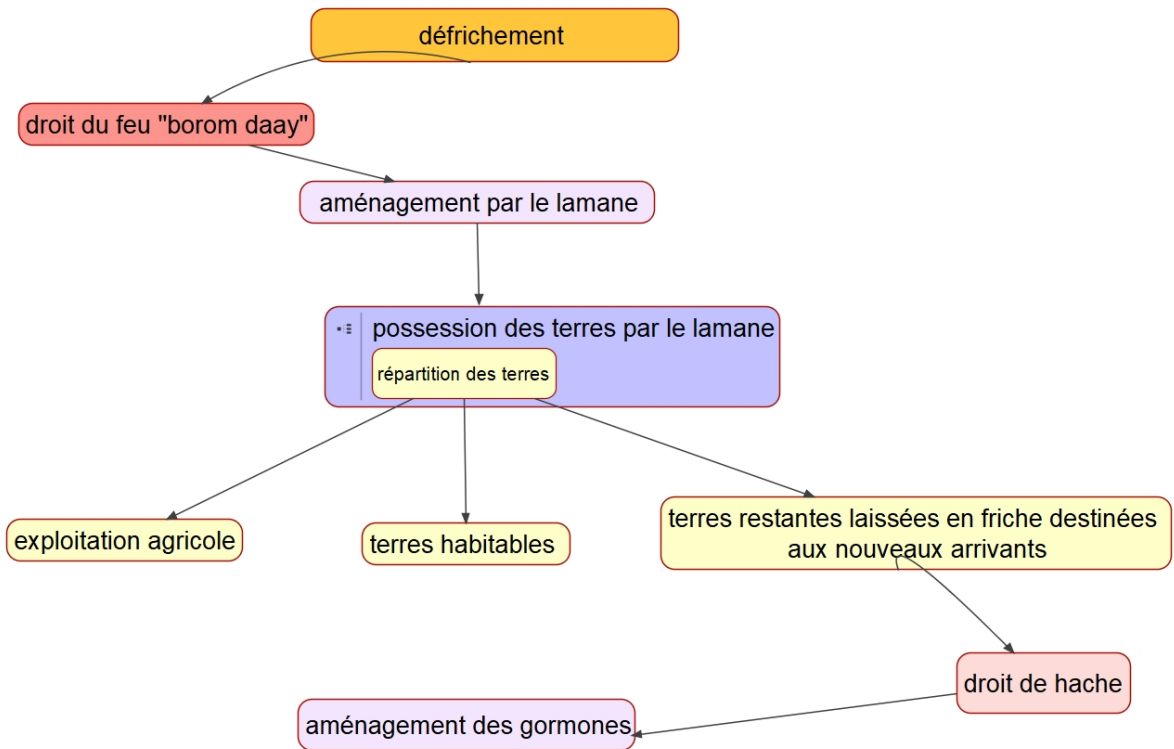 défrichement
droit du feu "borom daay"
aménagement par le lamane
possession des terres par le lamane
répartition des terres
exploitation agricole
terres habitables
terres restantes laissées en friche destinées
aux nouveaux arrivants
droit de hache
aménagement des gormones